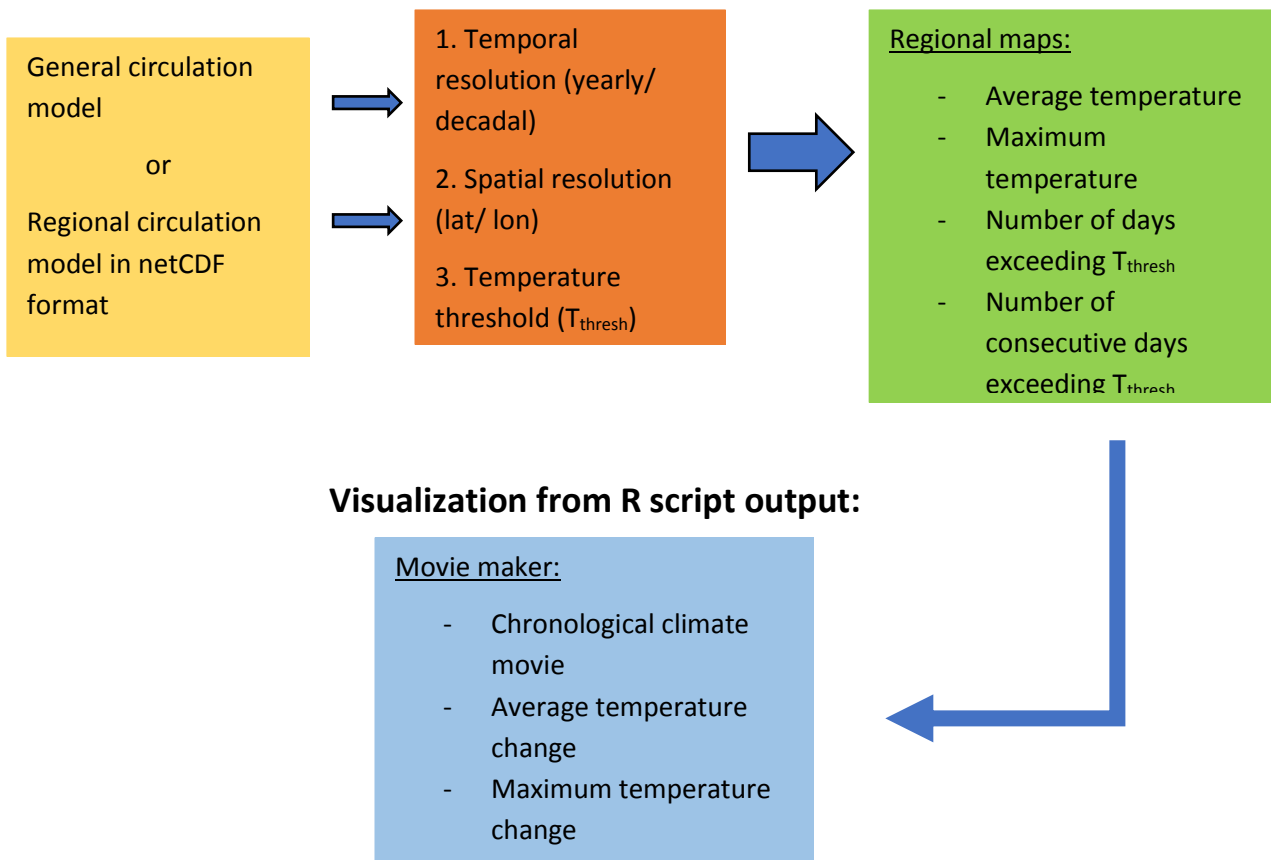 General circulation
model
or
Regional circulation
model in netCDF
format
1. Temporal
resolution (yearly/
decadal)
2. Spatial resolution
(lat/ lon)
3. Temperature
threshold (Tthresh)
Regional maps:
- Average temperature
- Maximum
temperature
- Number of days
exceeding Tthresh
- Number of
consecutive days
exceeding Tthresh
Visualization from R script output:
Movie maker:
- Chronological climate
movie
- Average temperature
change
- Maximum temperature
change